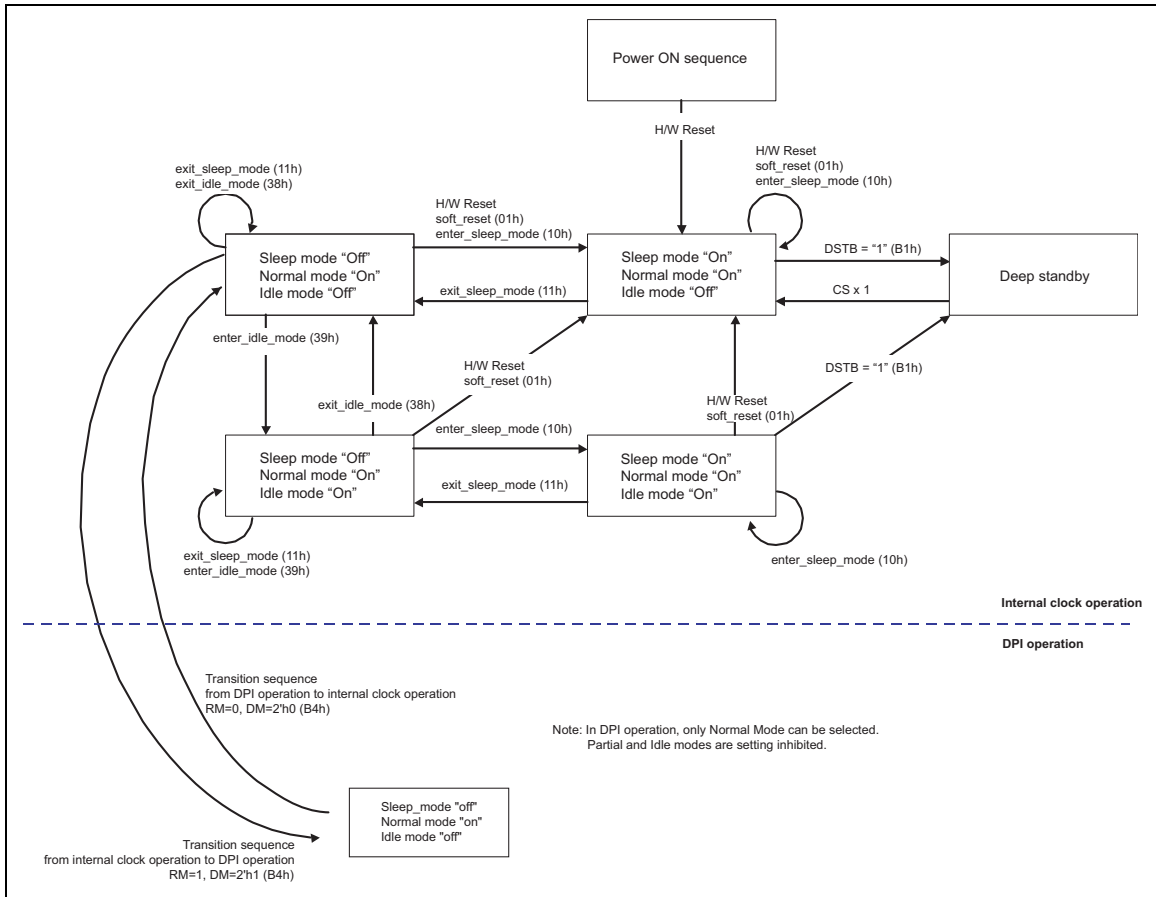 Power ON sequence
H/W Reset
exit_sleep_mode (11h)
exit_idle_mode (38h)
H/W Reset
soft_reset (01h)
enter_sleep_mode (10h)
H/W Reset
soft_reset (01h)
enter_sleep_mode (10h)
Sleep mode “Off”
Normal mode “On”
Idle mode “Off”
exit_sleep_mode (11h)
Sleep mode “On”
Normal mode “On”
Idle mode “Off”
DSTB = “1” (B1h)
CS x 1
Deep standby
enter_idle_mode (39h)
exit_idle_mode (38h)
H/W Reset
soft_reset (01h)
H/W Reset
soft_reset (01h)
DSTB = “1” (B1h)
Sleep mode “Off”
Normal mode “On”
Idle mode “On”
enter_sleep_mode (10h)
exit_sleep_mode (11h)
Sleep mode “On”
Normal mode “On”
Idle mode “On”
exit_sleep_mode (11h)
enter_idle_mode (39h)
enter_sleep_mode (10h)
Internal clock operation
DPI operation
Transition sequence
from DPI operation to internal clock operation
RM=0, DM=2'h0 (B4h)
Note: In DPI operation, only Normal Mode can be selected.
Partial and Idle modes are setting inhibited.
Sleep_mode "off"
Normal mode "on"
Idle mode "off"
Transition sequence
from internal clock operation to DPI operation
RM=1, DM=2'h1 (B4h)